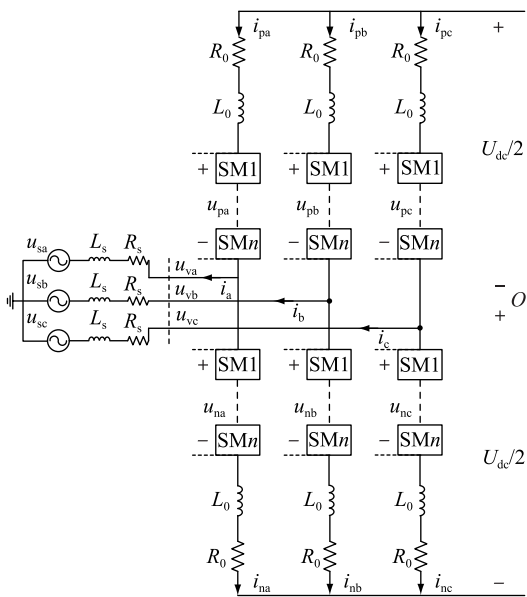 i_pa i_pb i_pc +
R_0 R_0 R_0
L_0 L_0 L_0
U_dc/2
+ SM1 + SM1 + SM1
u_pa u_pb u_pc
− SMn − SMn − SMn
u_sa L_s R_s u_va i_a
u_sb L_s R_s u_vb i_b
u_sc L_s R_s u_vc i_c
−
O
+
+ SM1 + SM1 + SM1
u_na u_nb u_nc
− SMn − SMn − SMn
U_dc/2
L_0 L_0 L_0
R_0 R_0 R_0
i_na i_nb i_nc −